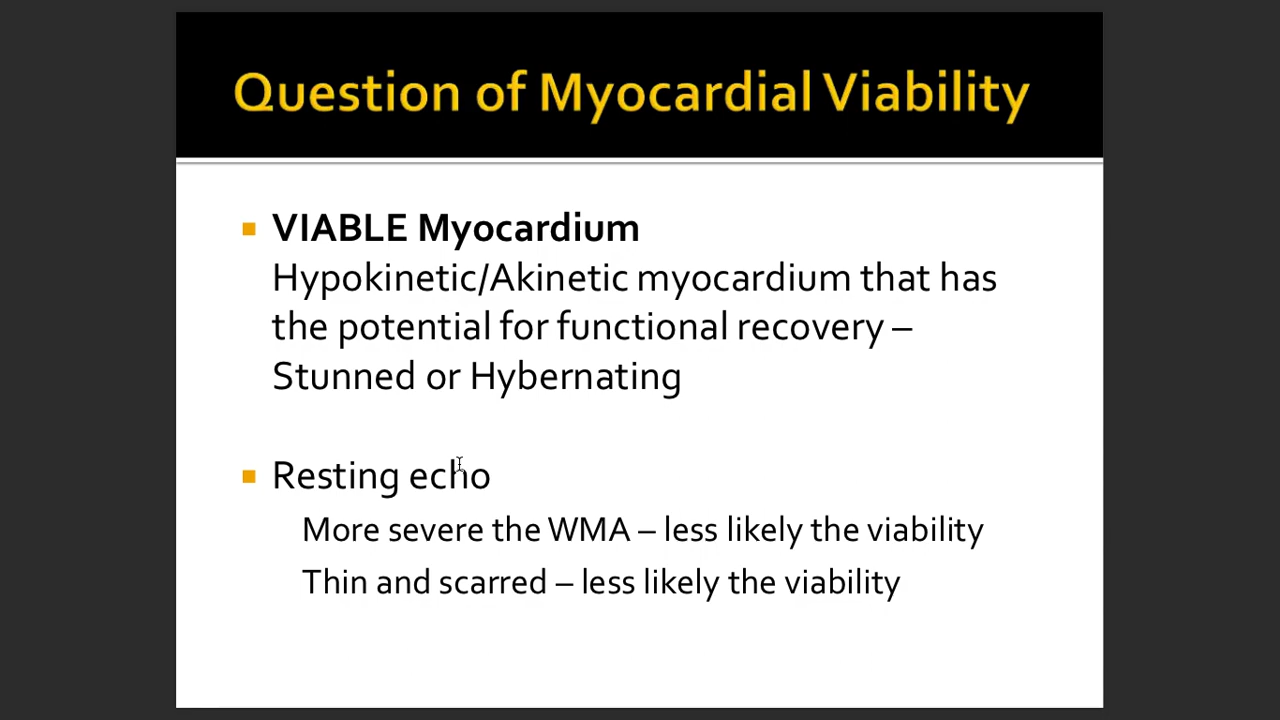 Question of Myocardial Viability
VIABLE Myocardium
Hypokinetic/Akinetic myocardium that has
the potential for functional recovery –
Stunned or Hybernating
Resting echo
More severe the WMA – less likely the viability
Thin and scarred – less likely the viability